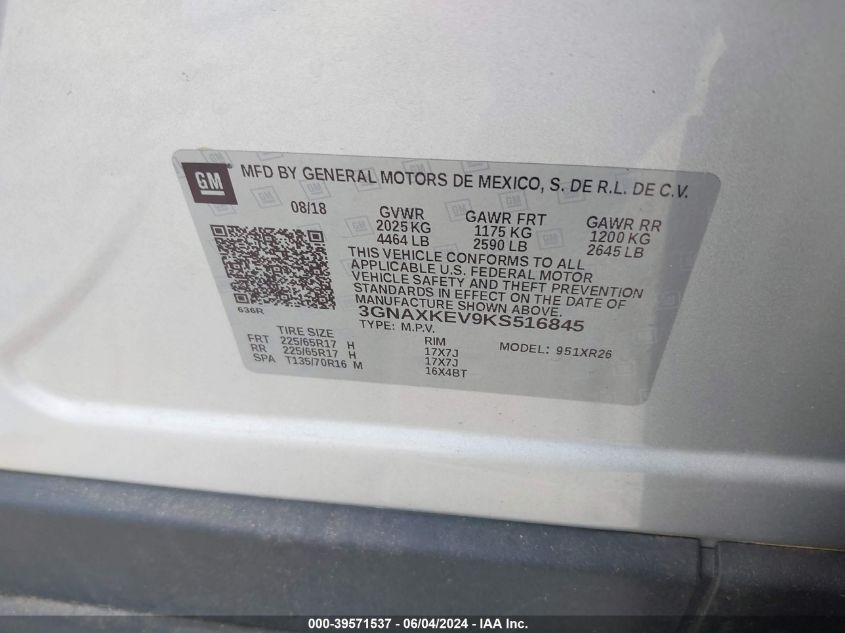 GM MFD BY GENERAL MOTORS DE MEXICO, S. DE R.L. DE C.V.
08/18 GVWR GAWR FRT GAWR RR
2025 KG 1175 KG 1200 KG
4464 LB 2590 LB 2645 LB
THIS VEHICLE CONFORMS TO ALL
APPLICABLE U.S. FEDERAL MOTOR
VEHICLE SAFETY AND THEFT PREVENTION
STANDARDS IN EFFECT ON THE DATE OF
MANUFACTURE SHOWN ABOVE.
636R
3GNAXKEV9KS516845
TYPE: M.P.V.
TIRE SIZE RIM MODEL: 951XR26
FRT 225/65R17 H 17X7J
RR 225/65R17 H 17X7J
SPA T135/70R16 M 16X4BT
000-39571537 - 06/04/2024 - IAA Inc.